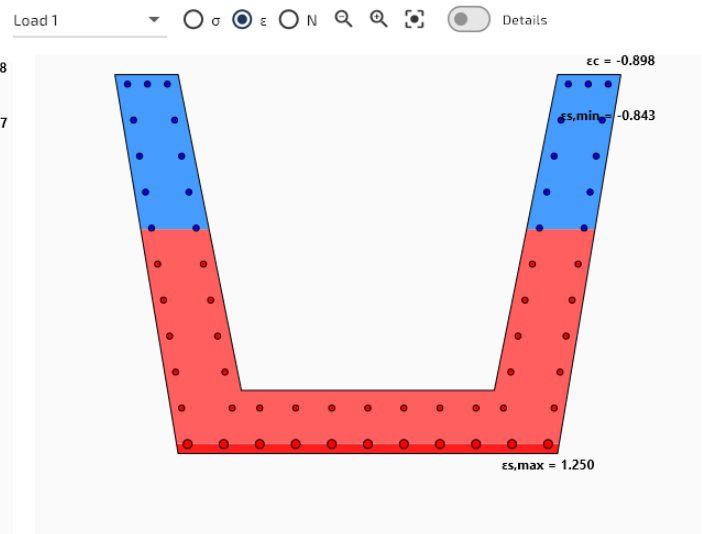 Load 1 σ ε N Details
8
εc = -0.898
7
εs,min = -0.843
εs,max = 1.250